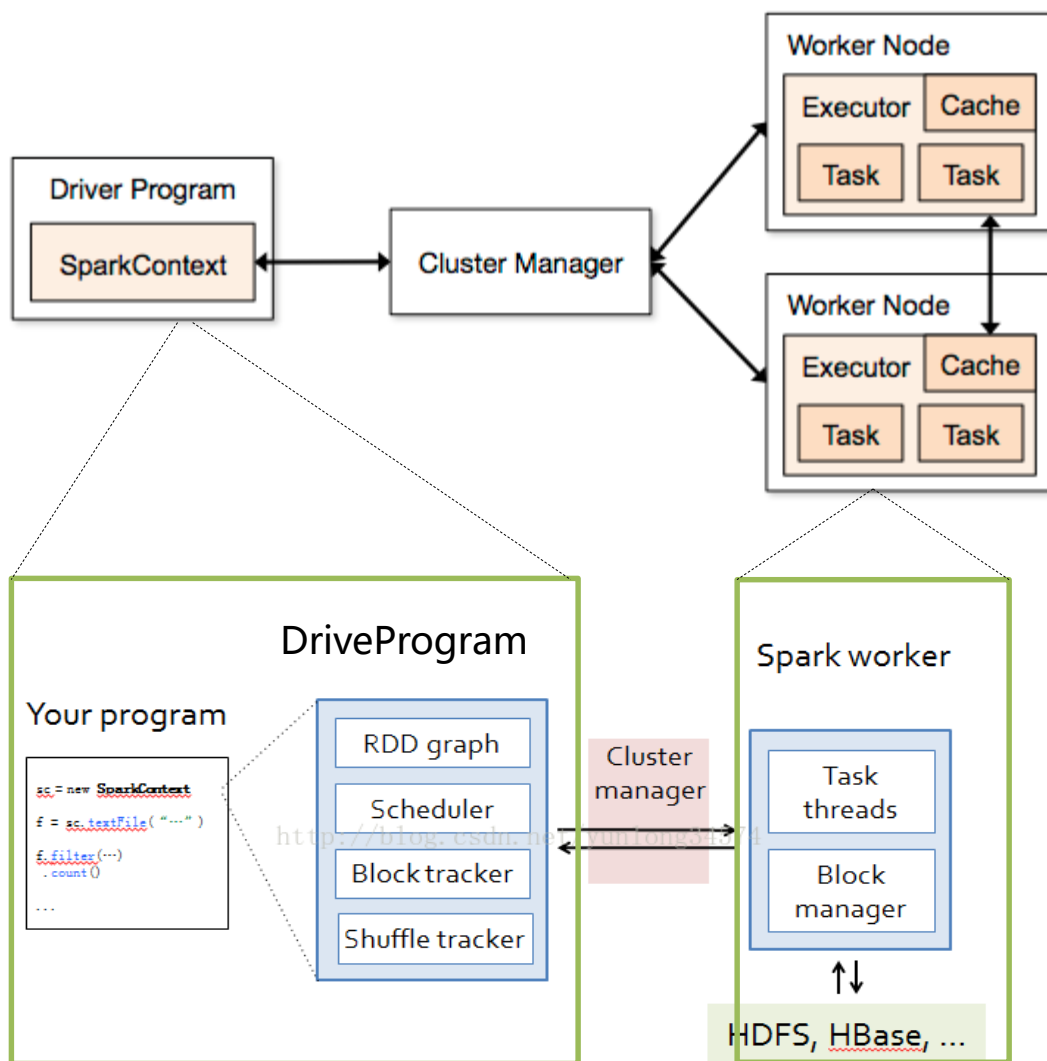 Worker Node
Executor
Cache
Task
Task
Driver Program
SparkContext
Cluster Manager
Worker Node
Executor
Cache
Task
Task
DriveProgram
Your program
sc = new SparkContext
f = sc.textFile( “…” )
f.filter(…)
.count()
...
RDD graph
Scheduler
Block tracker
Shuffle tracker
Cluster
manager
Spark worker
Task
threads
Block
manager
HDFS, HBase, ...